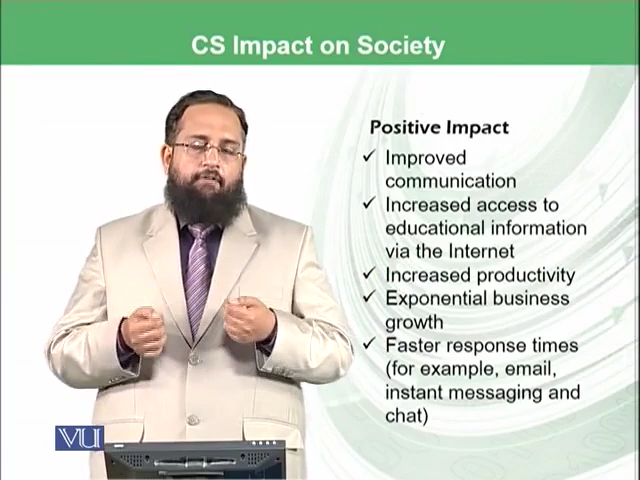 CS Impact on Society
Positive Impact
✓ Improved
communication
✓ Increased access to
educational information
via the Internet
✓ Increased productivity
✓ Exponential business
growth
✓ Faster response times
(for example, email,
instant messaging and
chat)
VU